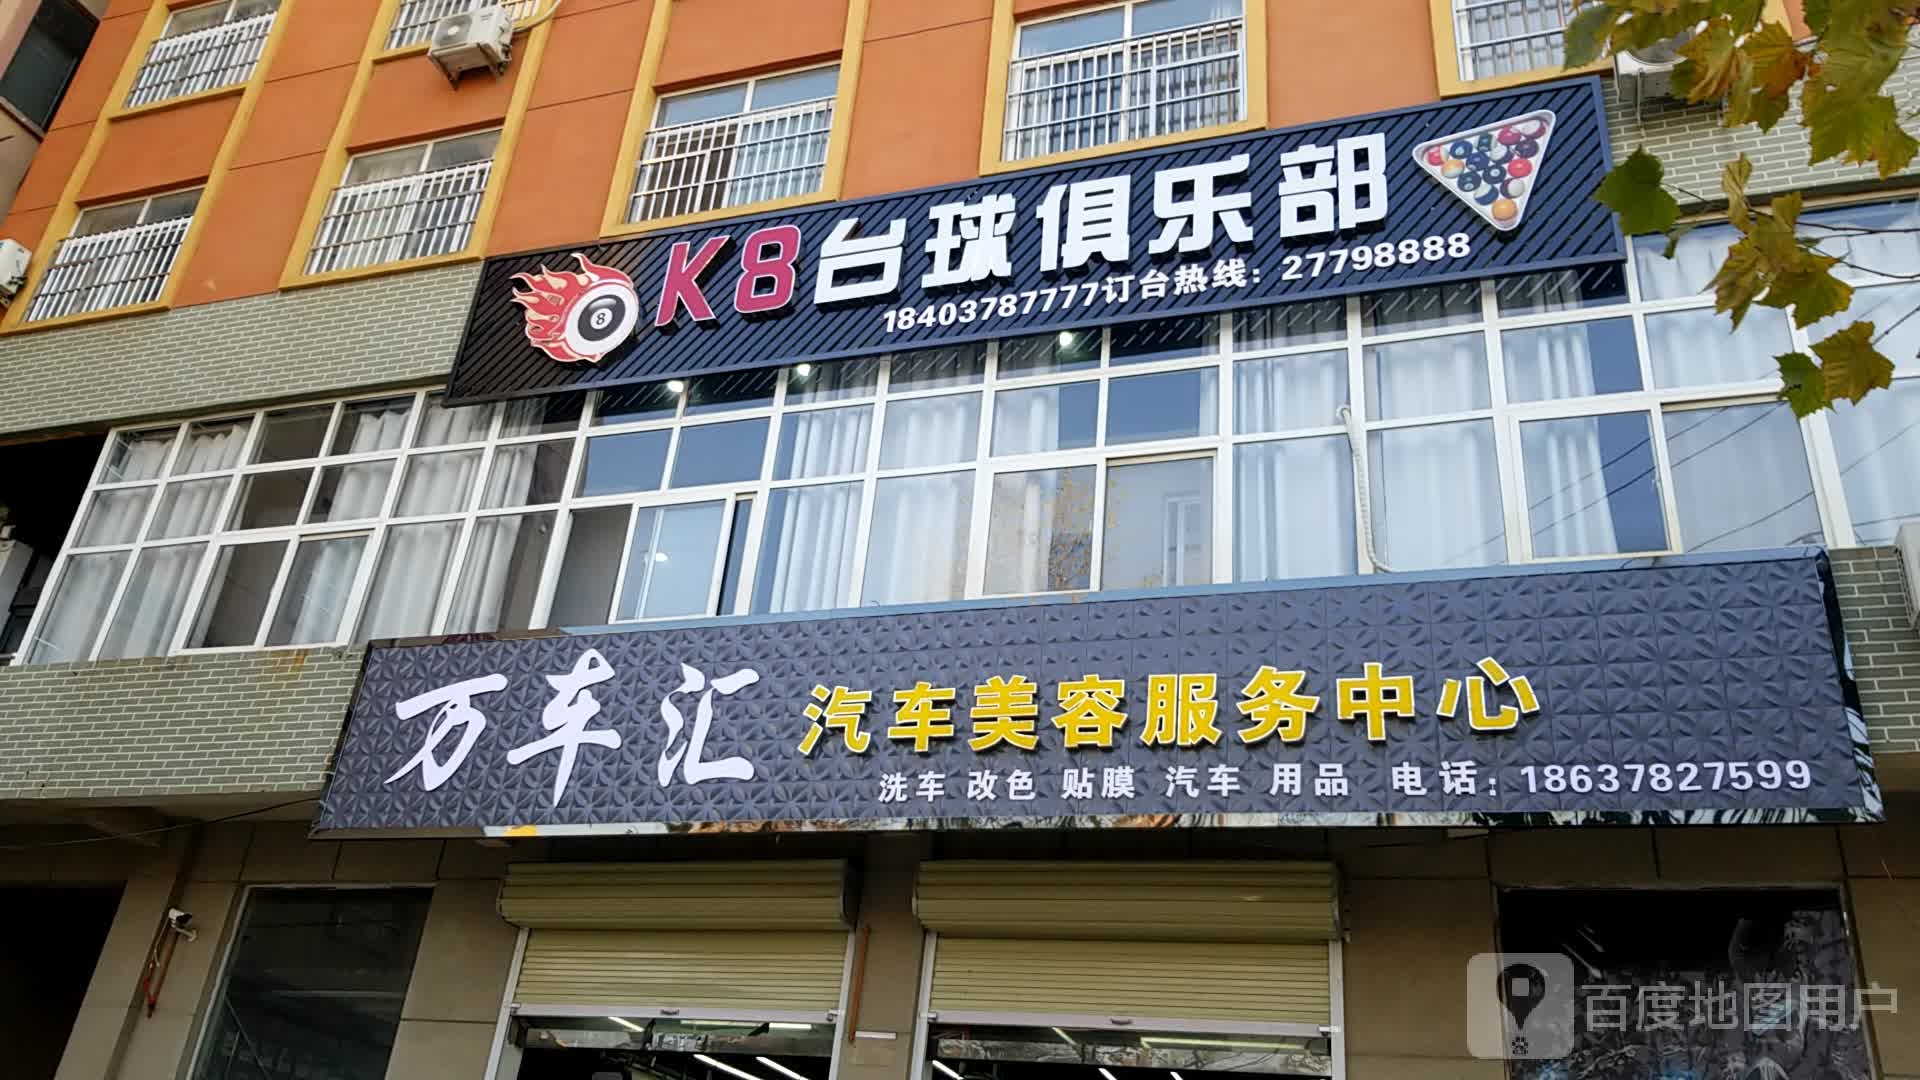 K8台球俱乐部
18403787777订台热线：27798888
8
万车汇 汽车美容服务中心
洗车 改色 贴膜 汽车 用品 电话：18637827599
百度地图用户